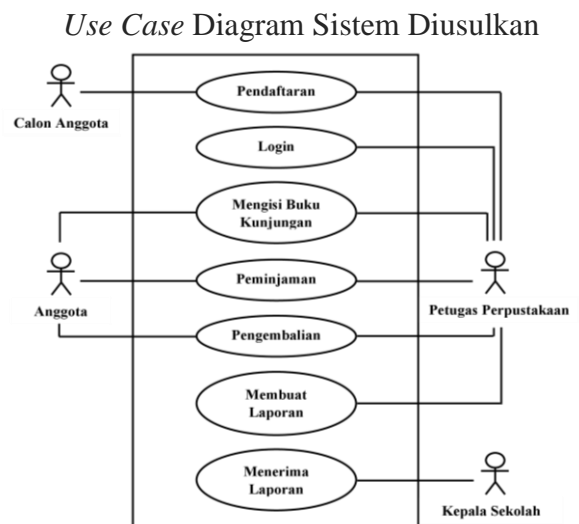 Use Case Diagram Sistem Diusulkan
Pendaftaran
Calon Anggota
Login
Mengisi Buku
Kunjungan
Peminjaman
Anggota
Petugas Perpustakaan
Pengembalian
Membuat
Laporan
Menerima
Laporan
Kepala Sekolah